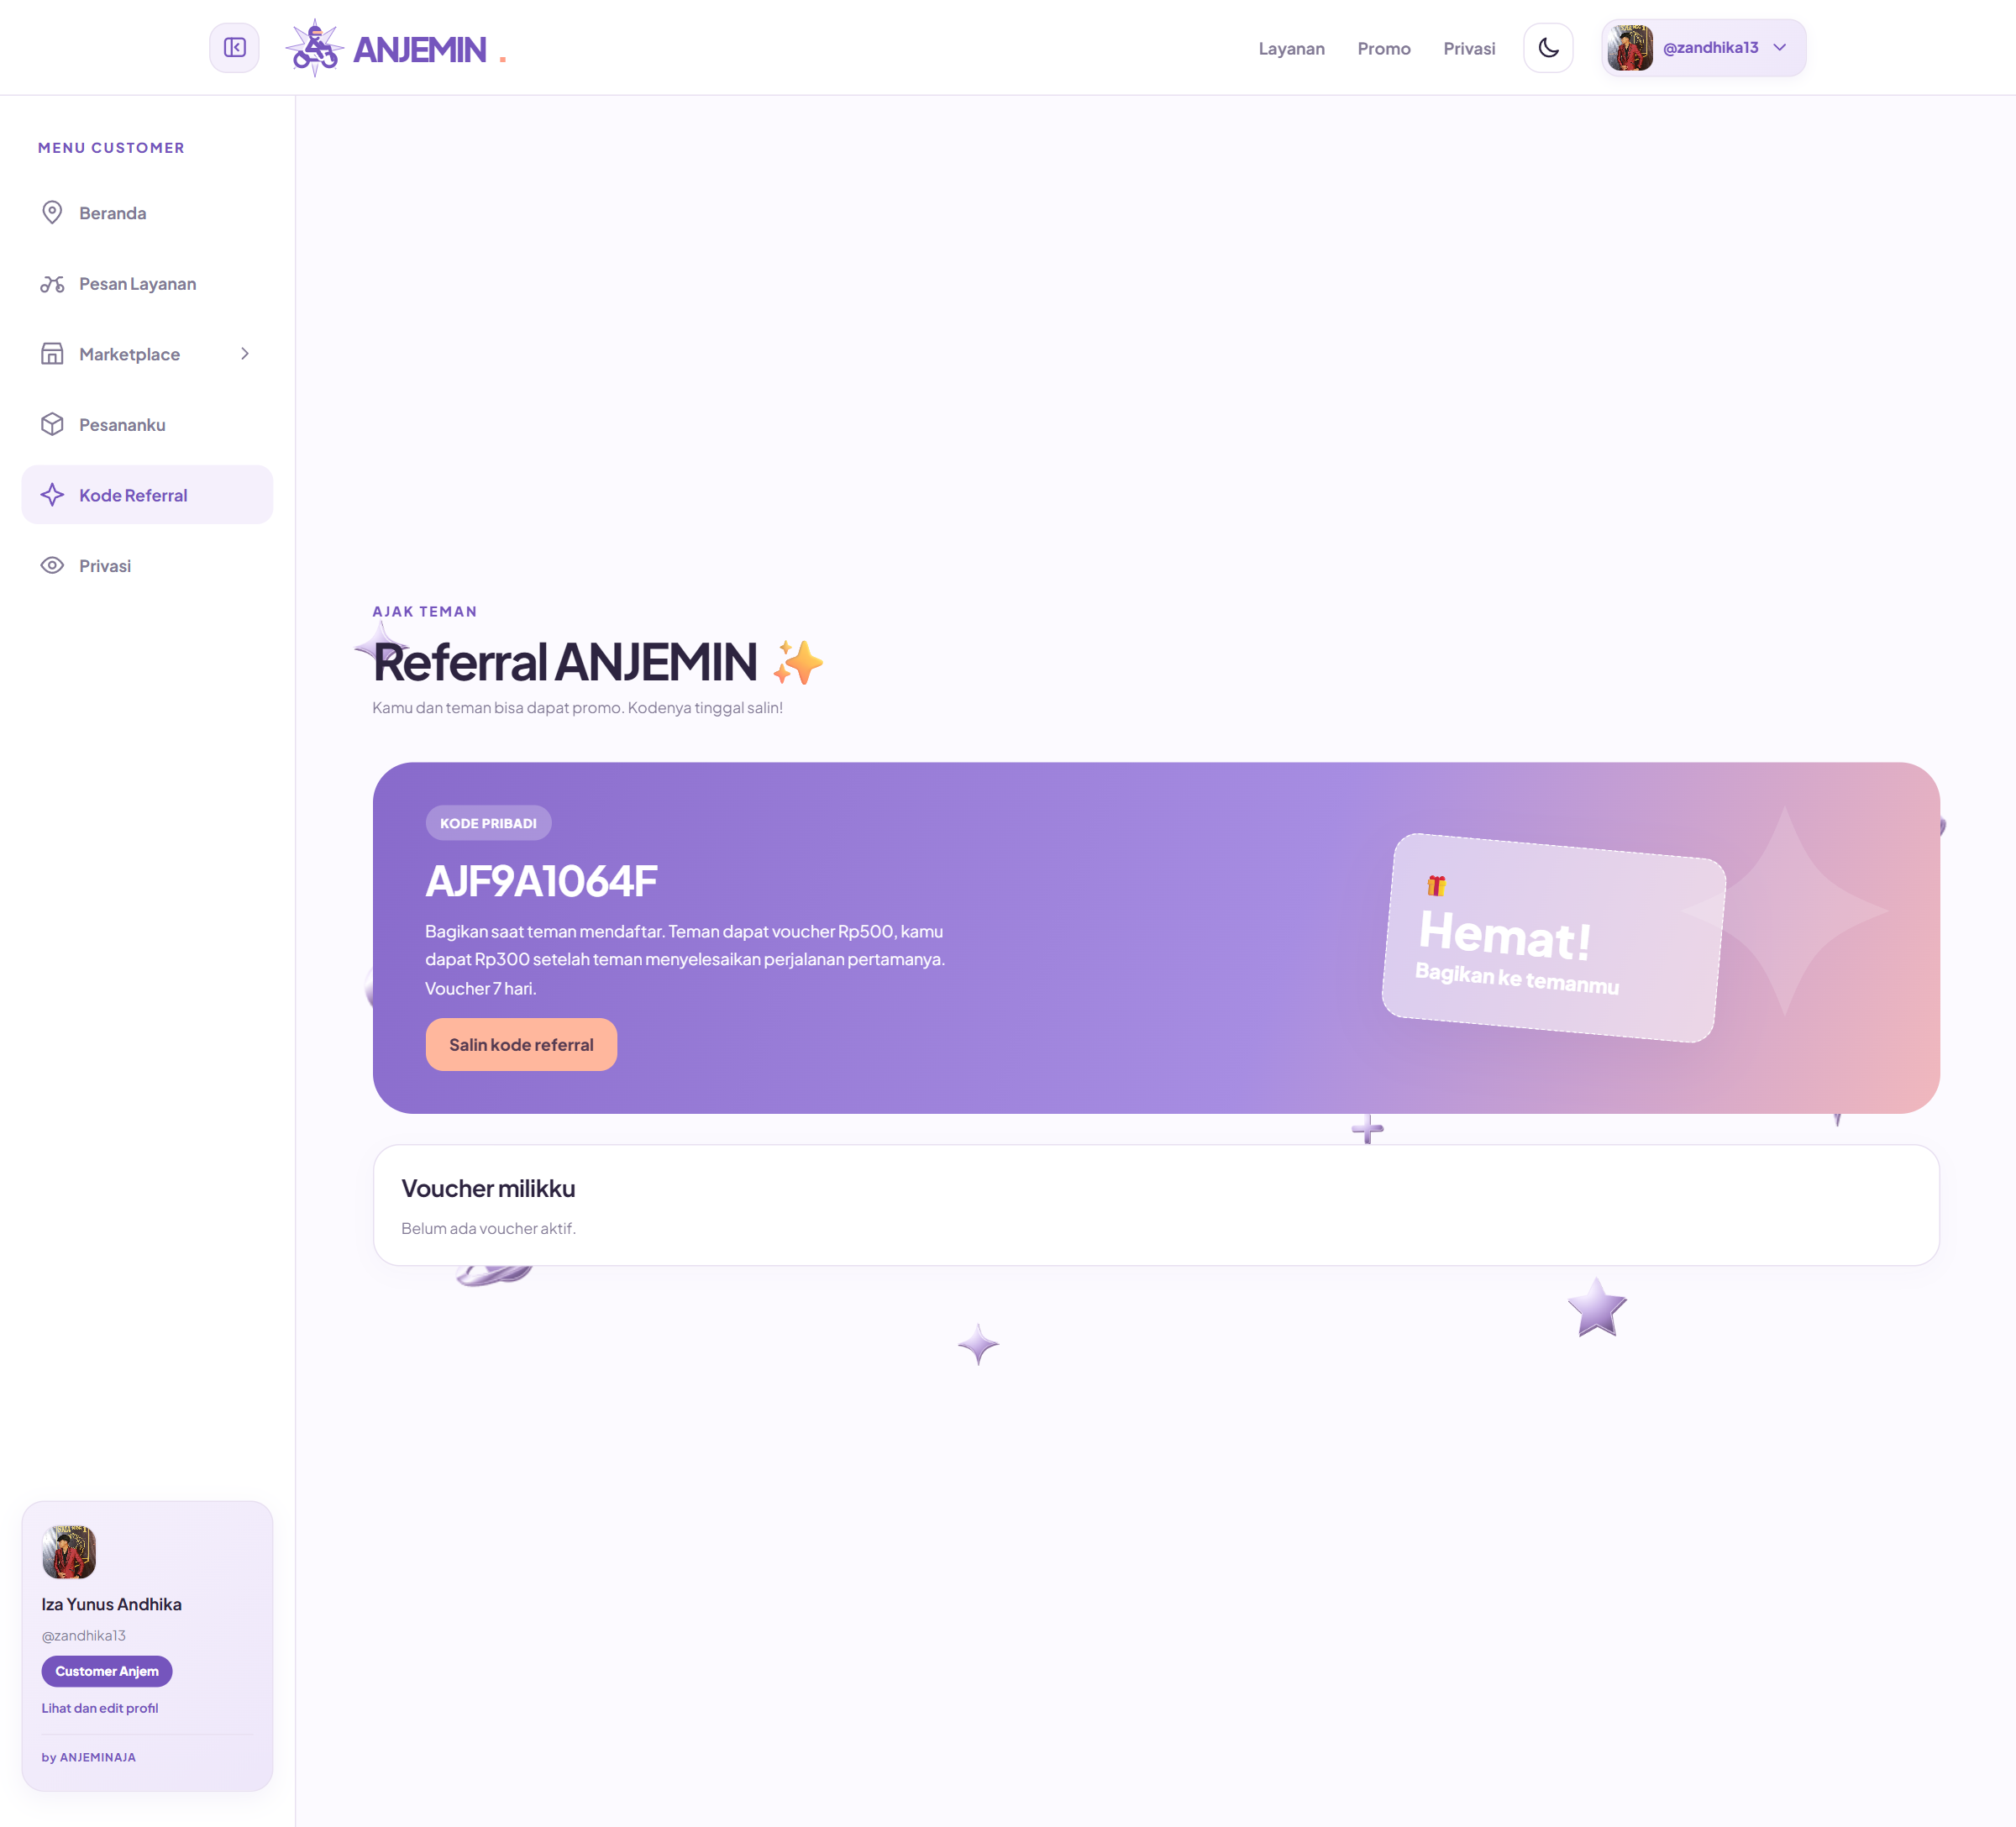 ANJEMIN .
Layanan
Promo
Privasi
@zandhika13
MENU CUSTOMER
Beranda
Pesan Layanan
Marketplace
Pesananku
Kode Referral
Privasi
AJAK TEMAN
Referral ANJEMIN ✨
Kamu dan teman bisa dapat promo. Kodenya tinggal salin!
KODE PRIBADI
AJF9A1064F
Bagikan saat teman mendaftar. Teman dapat voucher Rp500, kamu
dapat Rp300 setelah teman menyelesaikan perjalanan pertamanya.
Voucher 7 hari.
Salin kode referral
🎁
Hemat!
Bagikan ke temanmu
Voucher milikku
Belum ada voucher aktif.
Iza Yunus Andhika
@zandhika13
Customer Anjem
Lihat dan edit profil
by ANJEMINAJA